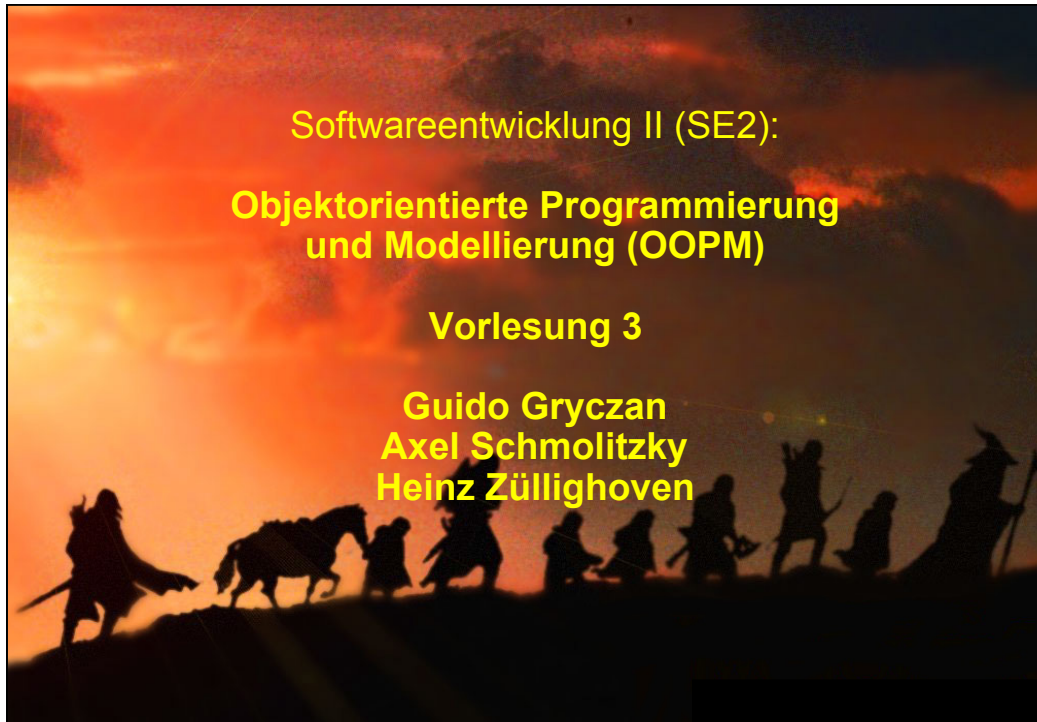 Softwareentwicklung II (SE2):
Objektorientierte Programmierung
und Modellierung (OOPM)
Vorlesung 3
Guido Gryczan
Axel Schmolitzky
Heinz Züllighoven